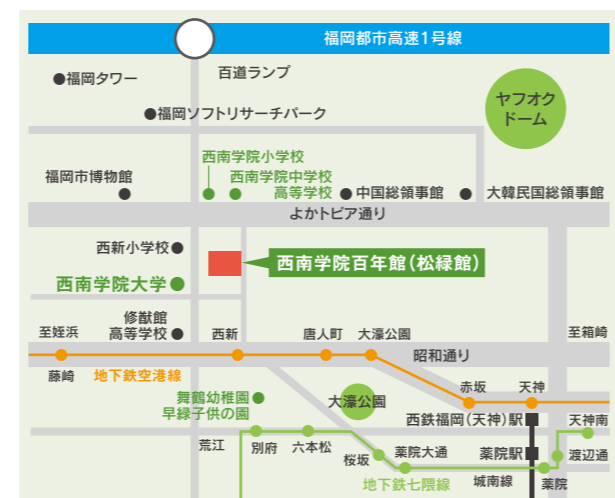 福岡都市高速1号線
百道ランプ
福岡タワー
ヤフオク
ドーム
福岡ソフトリサーチパーク
西南学院小学校
福岡市博物館
西南学院中学校
高等学校
中国総領事館
大韓民国総領事館
よかトピア通り
西新小学校
西南学院百年館(松緑館)
西南学院大学
修猷館
高等学校
至姪浜
西新
唐人町
大濠公園
至箱崎
昭和通り
藤崎
地下鉄空港線
赤坂
天神
舞鶴幼稚園
早緑子供の園
大濠公園
西鉄福岡(天神)駅
天神南
荒江
別府
六本松
桜坂
薬院大通
薬院駅
渡辺通
地下鉄七隈線
城南線
薬院